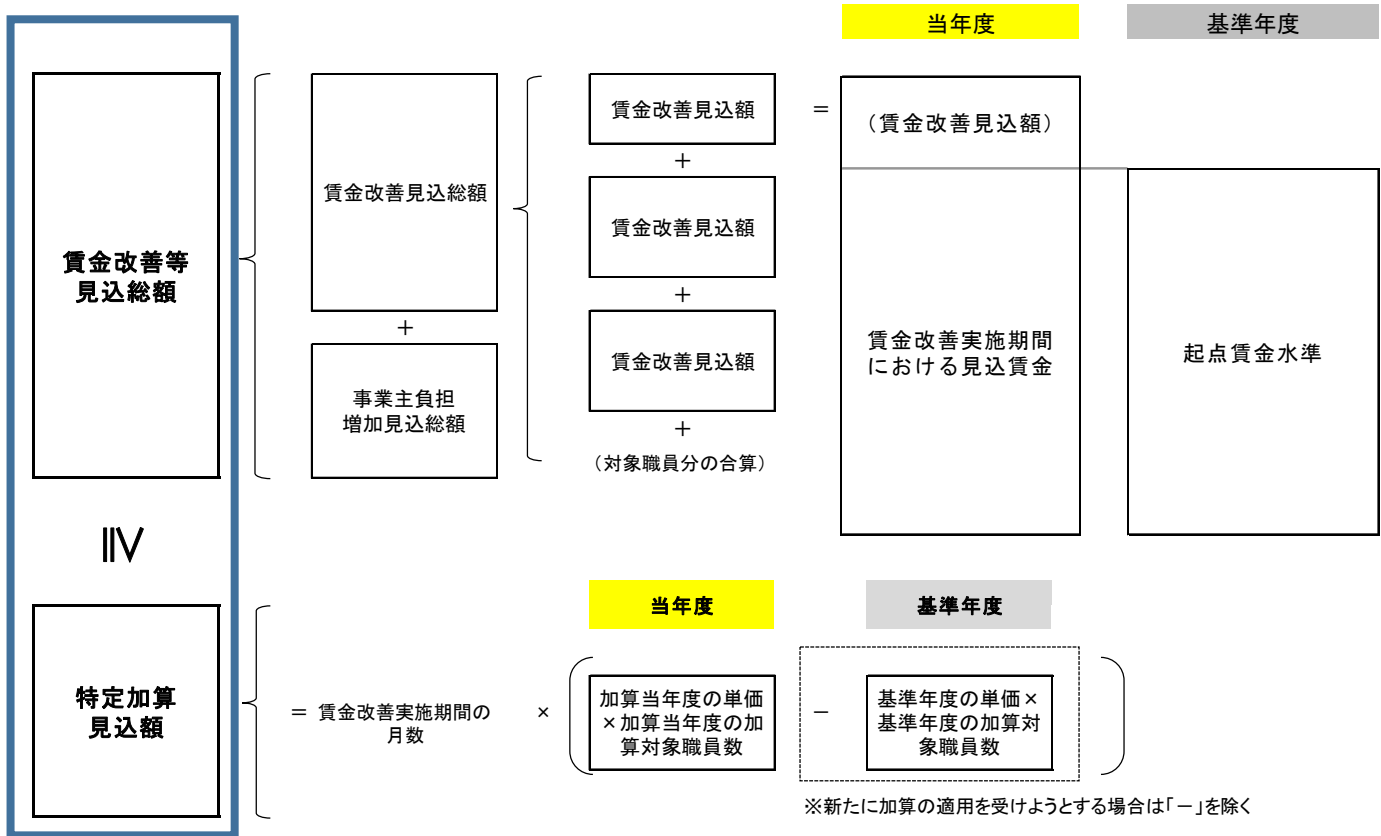 当年度
基準年度
賃金改善等
見込総額
賃金改善見込総額
+
事業主負担
増加見込総額
賃金改善見込額
+
賃金改善見込額
+
賃金改善見込額
+
（対象職員分の合算）
=
（賃金改善見込額）
賃金改善実施期間
における見込賃金
起点賃金水準
≧
当年度
基準年度
特定加算
見込額
= 賃金改善実施期間の
月数
×
加算当年度の単価
×加算当年度の加
算対象職員数
－
基準年度の単価×
基準年度の加算対
象職員数
※新たに加算の適用を受けようとする場合は「－」を除く